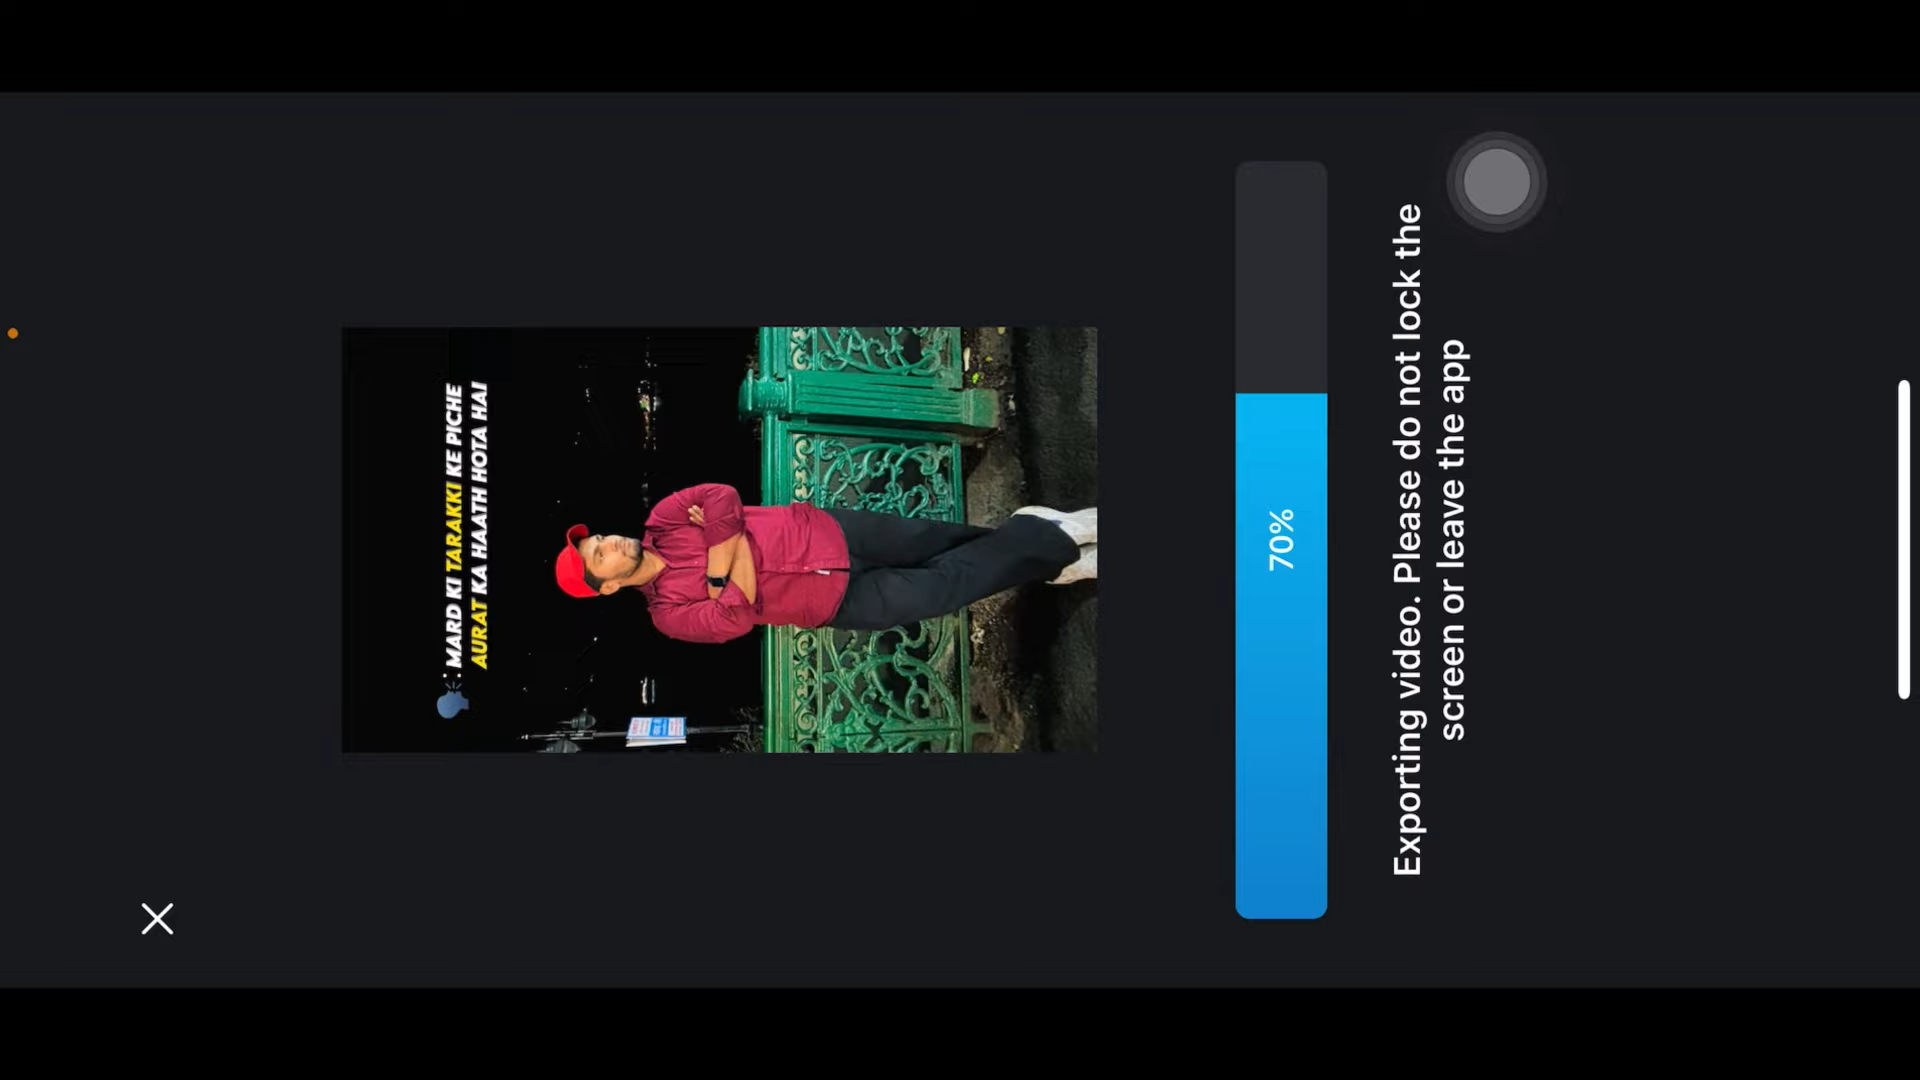 : MARD KI TARAKKI KE PICHE
AURAT KA HAATH HOTA HAI
70%
Exporting video. Please do not lock the
screen or leave the app